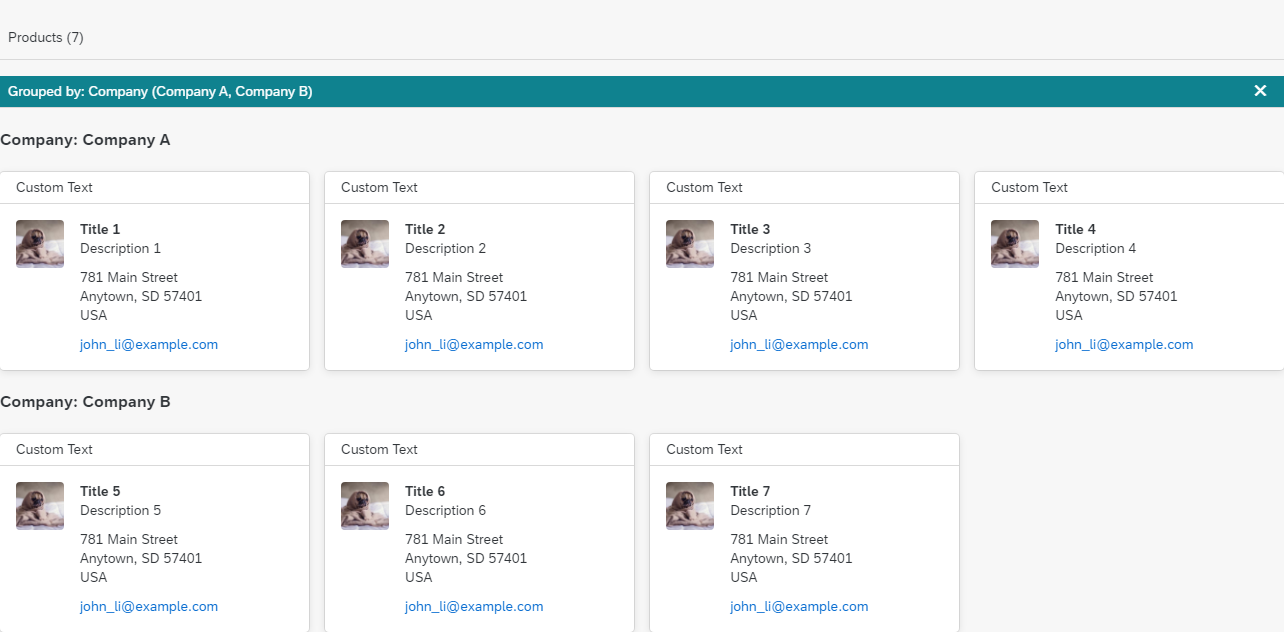 Products (7)
Grouped by: Company (Company A, Company B)
Company: Company A
Custom Text
Title 1
Description 1
781 Main Street
Anytown, SD 57401
USA
john_li@example.com
Custom Text
Title 2
Description 2
781 Main Street
Anytown, SD 57401
USA
john_li@example.com
Custom Text
Title 3
Description 3
781 Main Street
Anytown, SD 57401
USA
john_li@example.com
Custom Text
Title 4
Description 4
781 Main Street
Anytown, SD 57401
USA
john_li@example.com
Company: Company B
Custom Text
Title 5
Description 5
781 Main Street
Anytown, SD 57401
USA
john_li@example.com
Custom Text
Title 6
Description 6
781 Main Street
Anytown, SD 57401
USA
john_li@example.com
Custom Text
Title 7
Description 7
781 Main Street
Anytown, SD 57401
USA
john_li@example.com